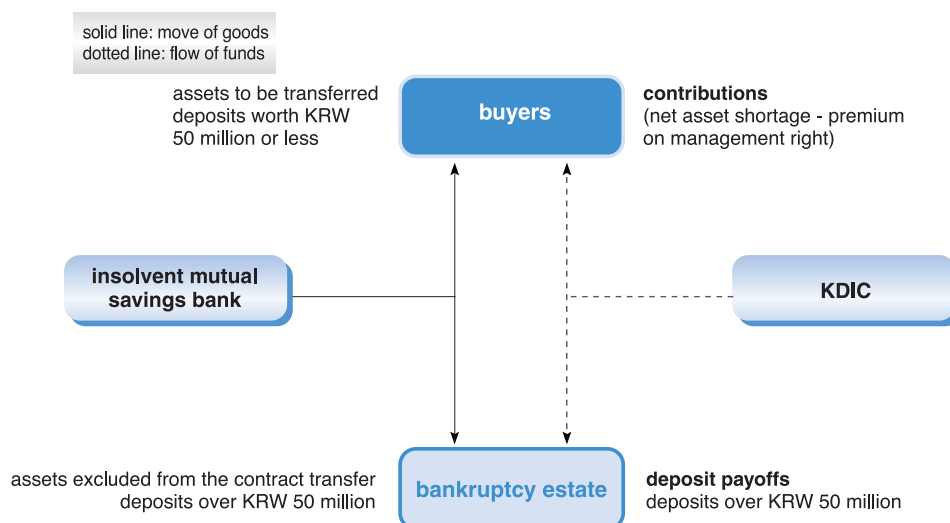 solid line: move of goods
dotted line: flow of funds
assets to be transferred
deposits worth KRW
50 million or less
buyers
contributions
(net asset shortage - premium
on management right)
insolvent mutual
savings bank
KDIC
assets excluded from the contract transfer
deposits over KRW 50 million
bankruptcy estate
deposit payoffs
deposits over KRW 50 million